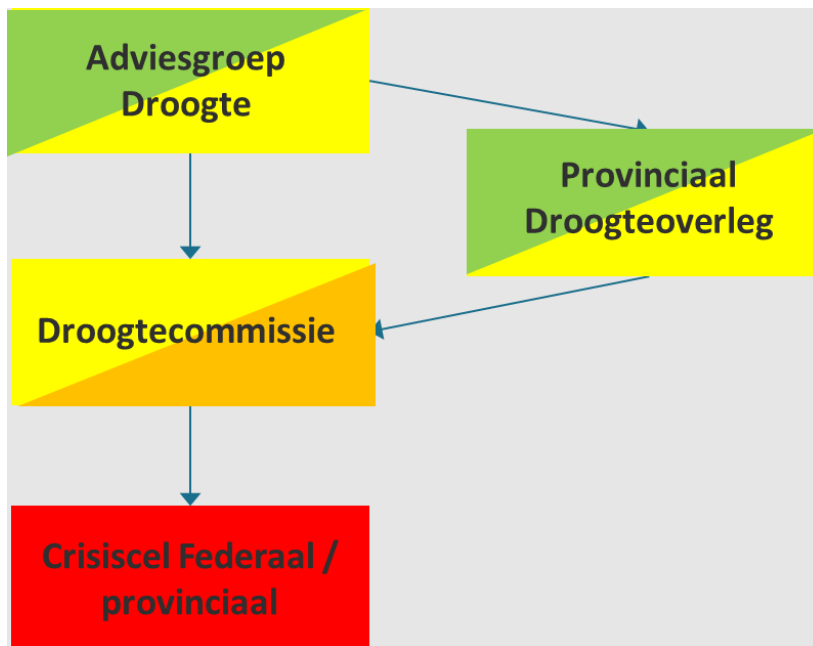 Adviesgroep
Droogte
Provinciaal
Droogteoverleg
Droogtecommissie
Crisiscel Federaal /
provinciaal